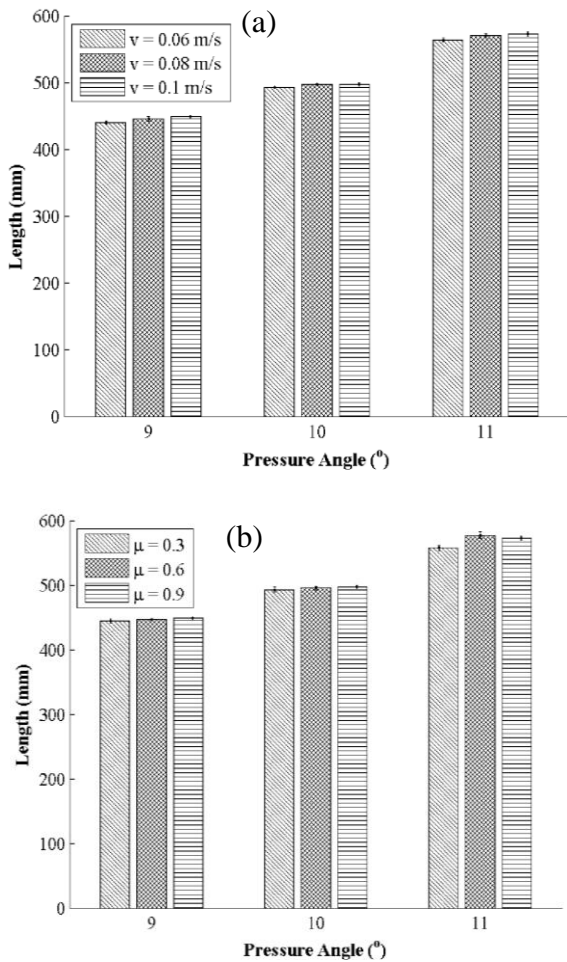 (a)
v = 0.06 m/s
v = 0.08 m/s
v = 0.1 m/s
600
500
400
300
200
100
0
Length (mm)
9 10 11
Pressure Angle (°)
(b)
μ = 0.3
μ = 0.6
μ = 0.9
600
500
400
300
200
100
0
Length (mm)
9 10 11
Pressure Angle (°)